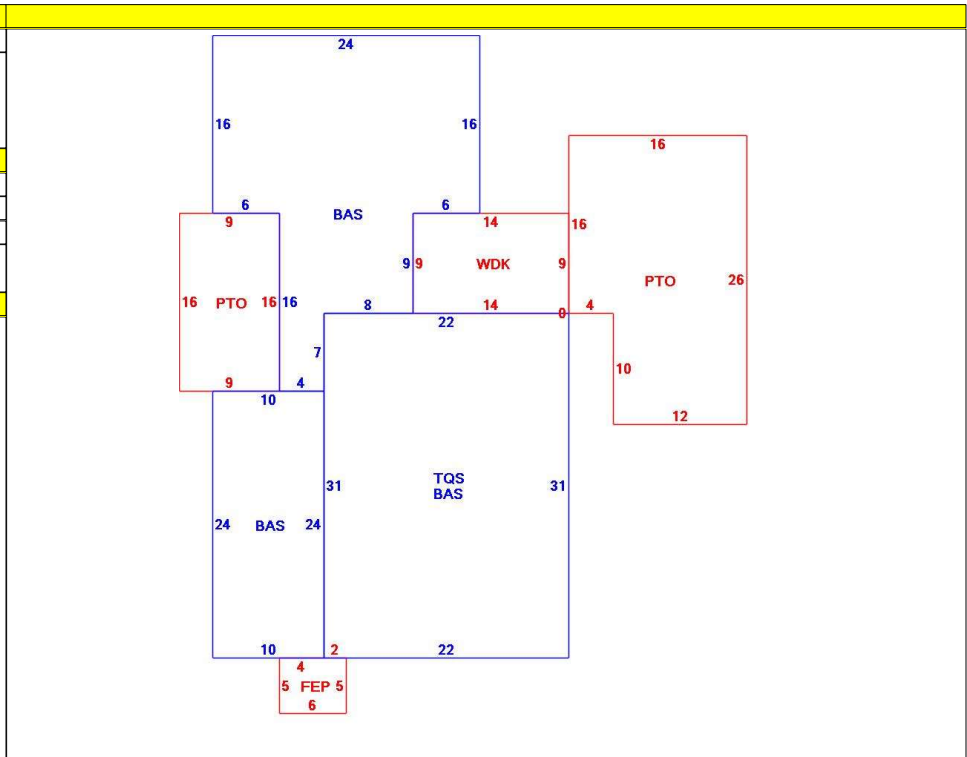 24
16 16
16
6 6
9 BAS 14 16
9 9 WDK 9
PTO 26
16 PTO 16 16
8 14 0 4
22
7
10
9 4
10
12
TQS
31 31
BAS
24 BAS 24
10 2 22
4
5 FEP 5
6